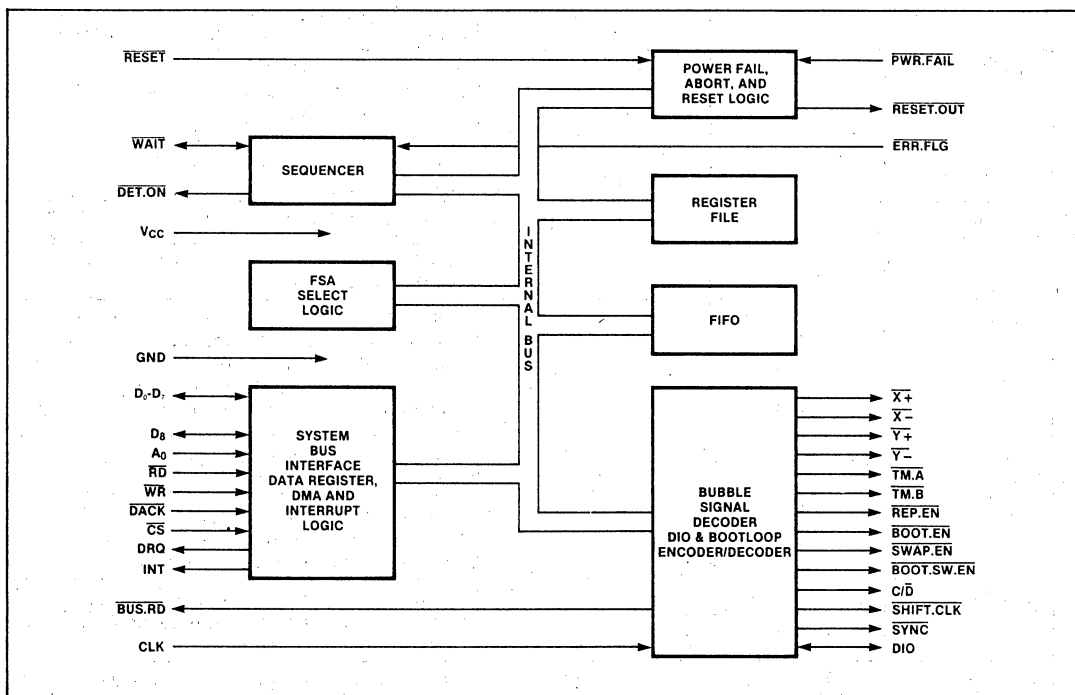 RESET
PWR.FAIL
POWER FAIL,
ABORT, AND
RESET LOGIC
RESET.OUT
WAIT
SEQUENCER
ERR.FLG
DET.ON
REGISTER
FILE
VCC
INTERNAL BUS
FSA
SELECT
LOGIC
FIFO
GND
D0-D7
D8
A0
RD
WR
DACK
CS
DRQ
INT
SYSTEM
BUS
INTERFACE
DATA REGISTER,
DMA AND
INTERRUPT
LOGIC
BUBBLE
SIGNAL
DECODER
DIO & BOOTLOOP
ENCODER/DECODER
X+
X-
Y+
Y-
TM.A
TM.B
REP.EN
BOOT.EN
SWAP.EN
BOOT.SW.EN
C/D
SHIFT.CLK
SYNC
DIO
BUS.RD
CLK